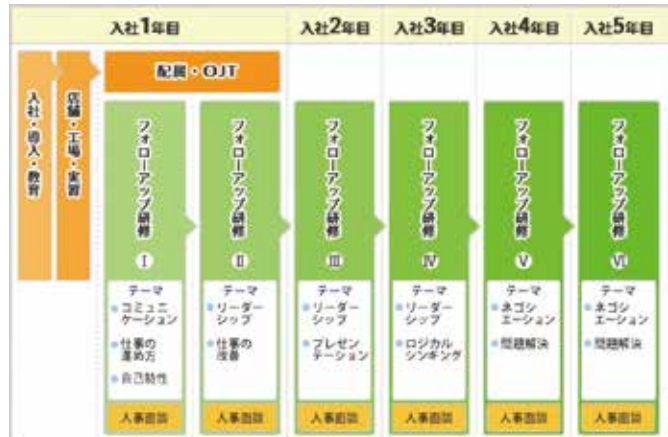 入社1年目
入社2年目
入社3年目
入社4年目
入社5年目
入社・導入・教育
店舗・工場・実習
配属・OJT
フォローアップ研修
Ⅰ
テーマ
コミュニ
ケーション
仕事の
進め方
自己特性
人事面談
フォローアップ研修
Ⅱ
テーマ
リーダー
シップ
仕事の
改善
人事面談
フォローアップ研修
Ⅲ
テーマ
リーダー
シップ
プレゼン
テーション
人事面談
フォローアップ研修
Ⅳ
テーマ
リーダー
シップ
ロジカル
シンキング
人事面談
フォローアップ研修
Ⅴ
テーマ
ネゴシ
エーション
問題解決
人事面談
フォローアップ研修
Ⅵ
テーマ
ネゴシ
エーション
問題解決
人事面談